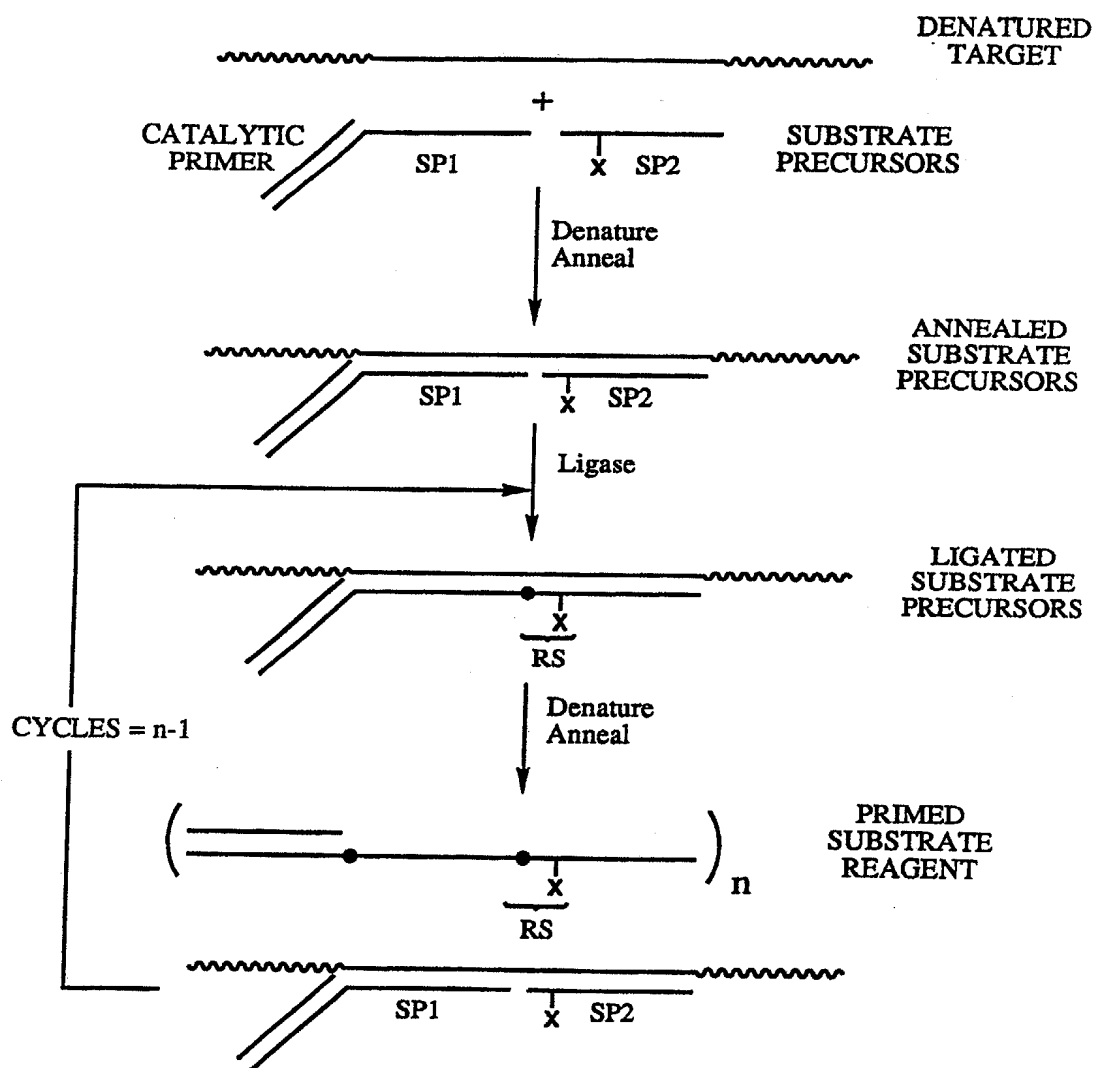 DENATURED
TARGET
+
CATALYTIC
PRIMER
SP1
X
SP2
SUBSTRATE
PRECURSORS
Denature
Anneal
ANNEALED
SUBSTRATE
PRECURSORS
SP1
X
SP2
Ligase
LIGATED
SUBSTRATE
PRECURSORS
X
RS
Denature
Anneal
CYCLES = n-1
PRIMED
SUBSTRATE
REAGENT
( ) n
X
RS
SP1
X
SP2